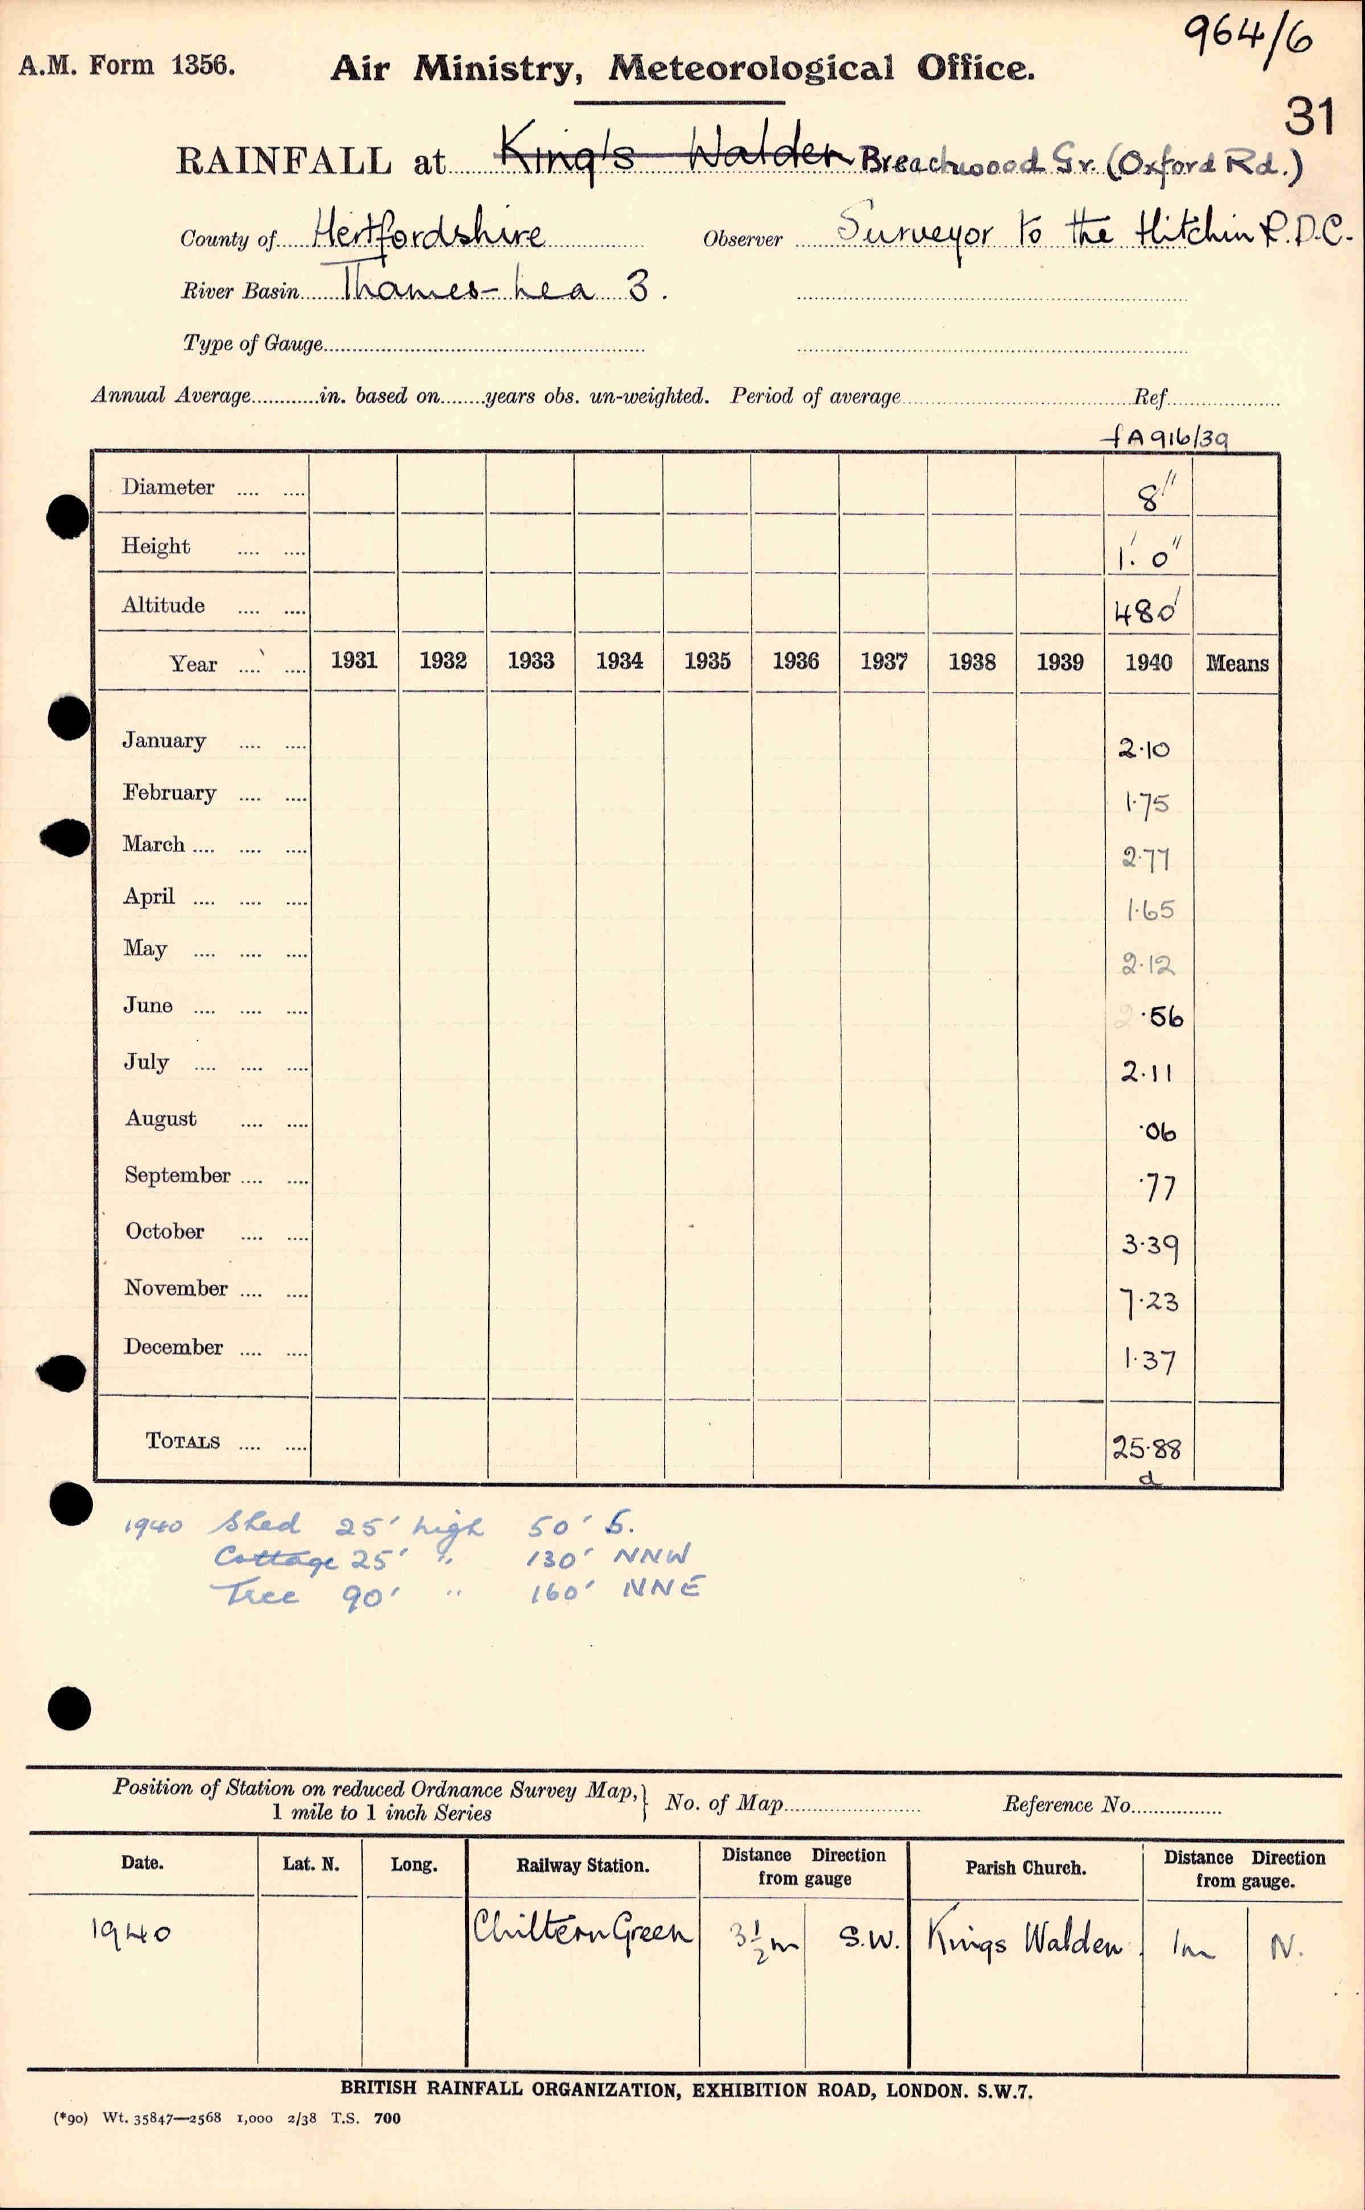 964/6
A.M. Form 1356. Air Ministry, Meteorological Office.
31
RAINFALL at King's Walden Breachwood Gr. (Oxford Rd.)
County of Hertfordshire Observer Surveyor to the Hitchin R.D.C.
River Basin Thames-Lea 3.
Type of Gauge
Annual Average in. based on years obs. un-weighted. Period of average Ref.
fA916/39
Diameter .... .... 8"
Height .... .... 1'. 0"
Altitude .... .... 480'
Year .... .... 1931 1932 1933 1934 1935 1936 1937 1938 1939 1940 Means
January .... .... 2·10
February .... .... 1·75
March .... .... .... 2·77
April .... .... .... 1·65
May .... .... .... 2·12
June .... .... .... ·56
July .... .... .... 2·11
August .... .... ·06
September .... .... ·77
October .... .... 3·39
November .... .... 7·23
December .... .... 1·37
TOTALS .... .... 25·88
d
1940 Shed 25' high 50' S.
Cottage 25' " 130' NNW
Tree 90' " 160' NNE
Position of Station on reduced Ordnance Survey Map,
1 mile to 1 inch Series } No. of Map Reference No.
Date. Lat. N. Long. Railway Station. Distance Direction from gauge Parish Church. Distance Direction from gauge.
1940 Chiltern Green 3½m S.W. Kings Walden 1m N.
BRITISH RAINFALL ORGANIZATION, EXHIBITION ROAD, LONDON. S.W.7.
(*90) Wt. 35847—2568 1,000 2/38 T.S. 700